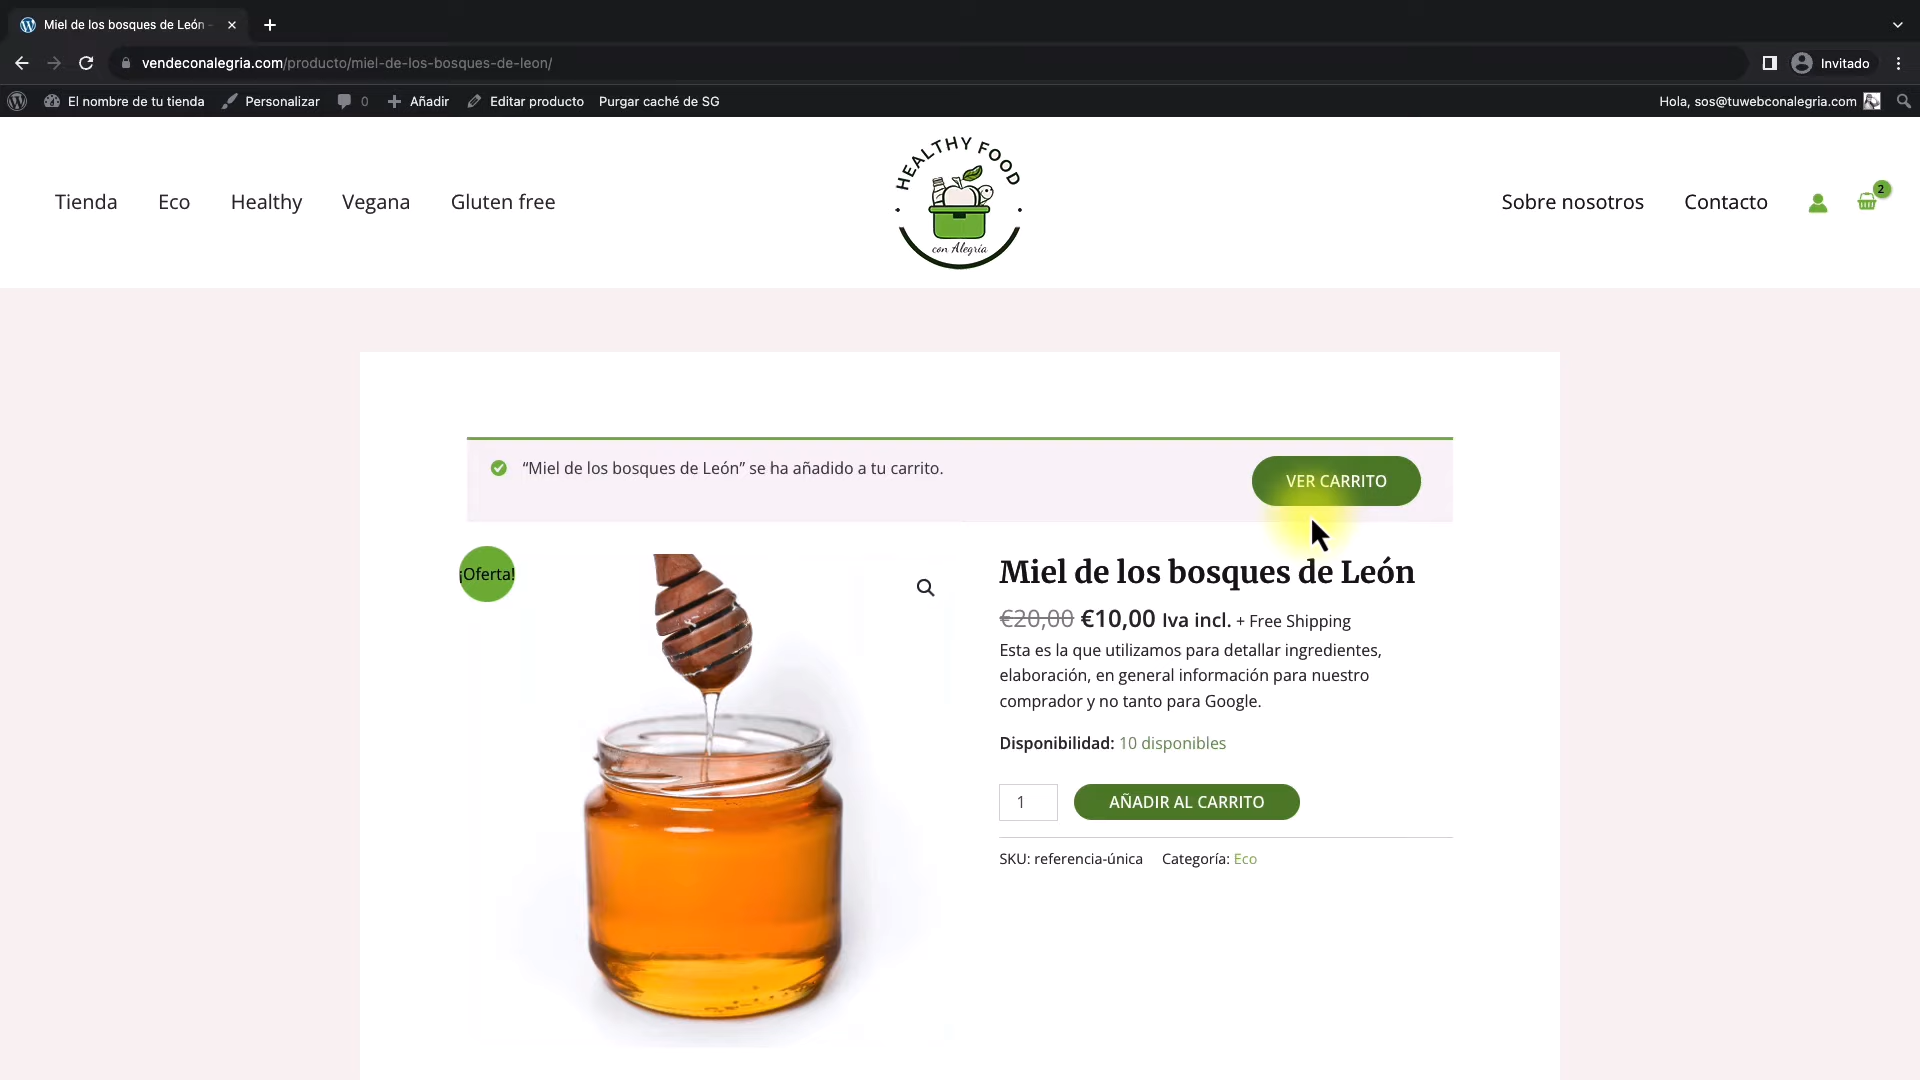 Miel de los bosques de León -
vendeconalegria.com/producto/miel-de-los-bosques-de-leon/
Invitado
El nombre de tu tienda
Personalizar
0
Añadir
Editar producto
Purgar caché de SG
Hola, sos@tuwebconalegria.com
Tienda
Eco
Healthy
Vegana
Gluten free
HEALTHY FOOD
con Alegría
Sobre nosotros
Contacto
2
“Miel de los bosques de León” se ha añadido a tu carrito.
VER CARRITO
¡Oferta!
Miel de los bosques de León
€20,00 €10,00 Iva incl. + Free Shipping
Esta es la que utilizamos para detallar ingredientes,
elaboración, en general información para nuestro
comprador y no tanto para Google.
Disponibilidad: 10 disponibles
1
AÑADIR AL CARRITO
SKU: referencia-única Categoría: Eco